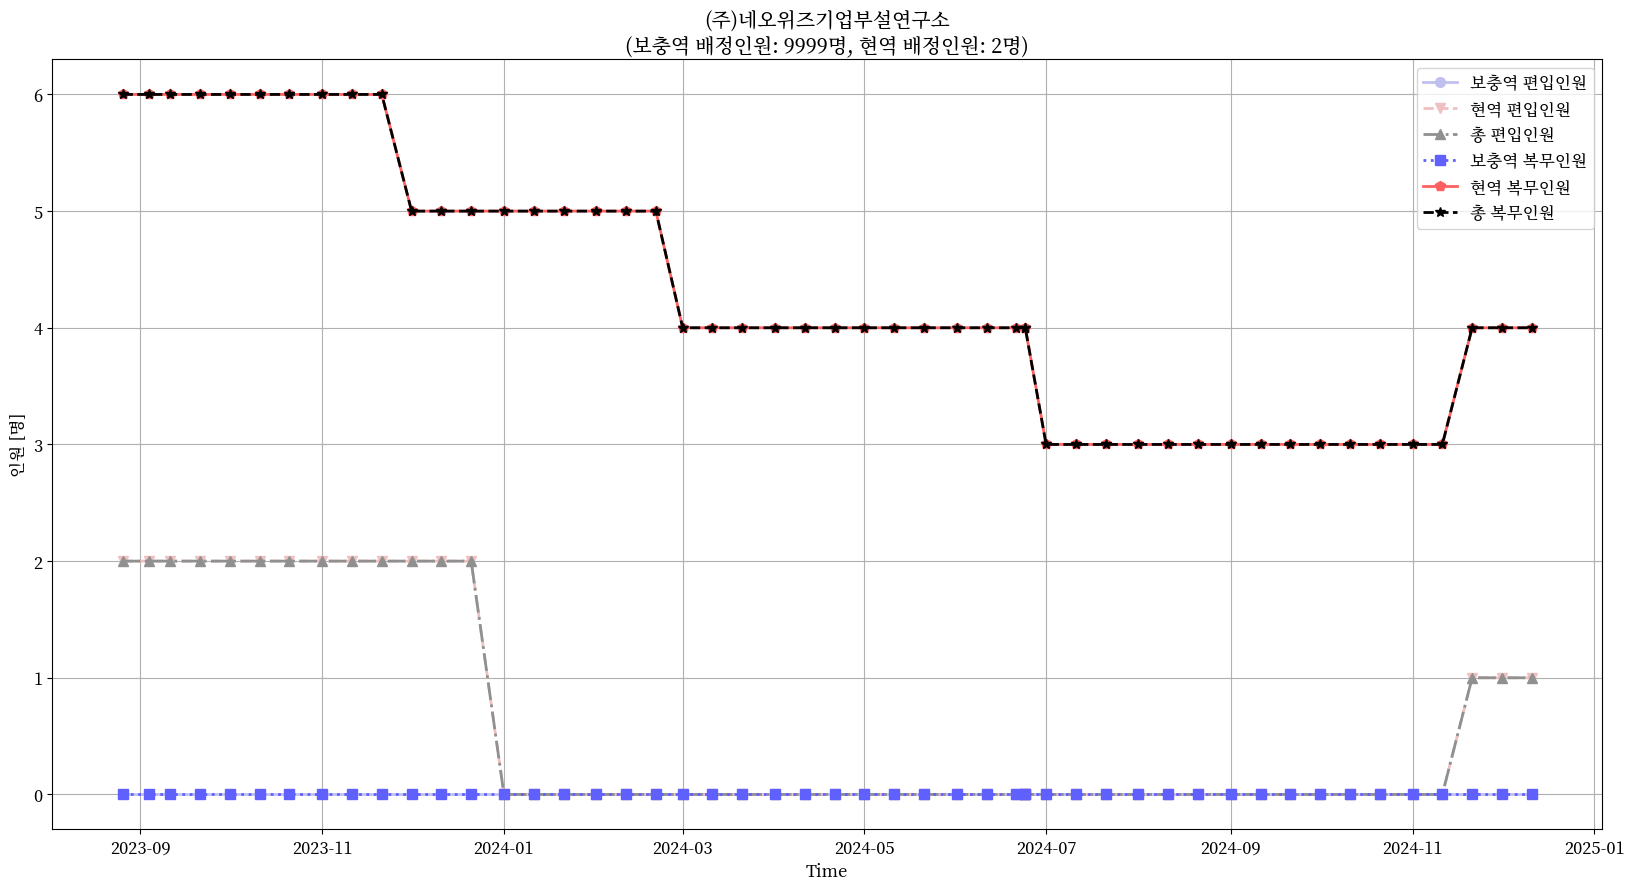 (주)네오위즈기업부설연구소
(보충역 배정인원: 9999명, 현역 배정인원: 2명)
보충역 편입인원
현역 편입인원
총 편입인원
보충역 복무인원
현역 복무인원
총 복무인원
인원 [명]
6
5
4
3
2
1
0
2023-09
2023-11
2024-01
2024-03
2024-05
2024-07
2024-09
2024-11
2025-01
Time